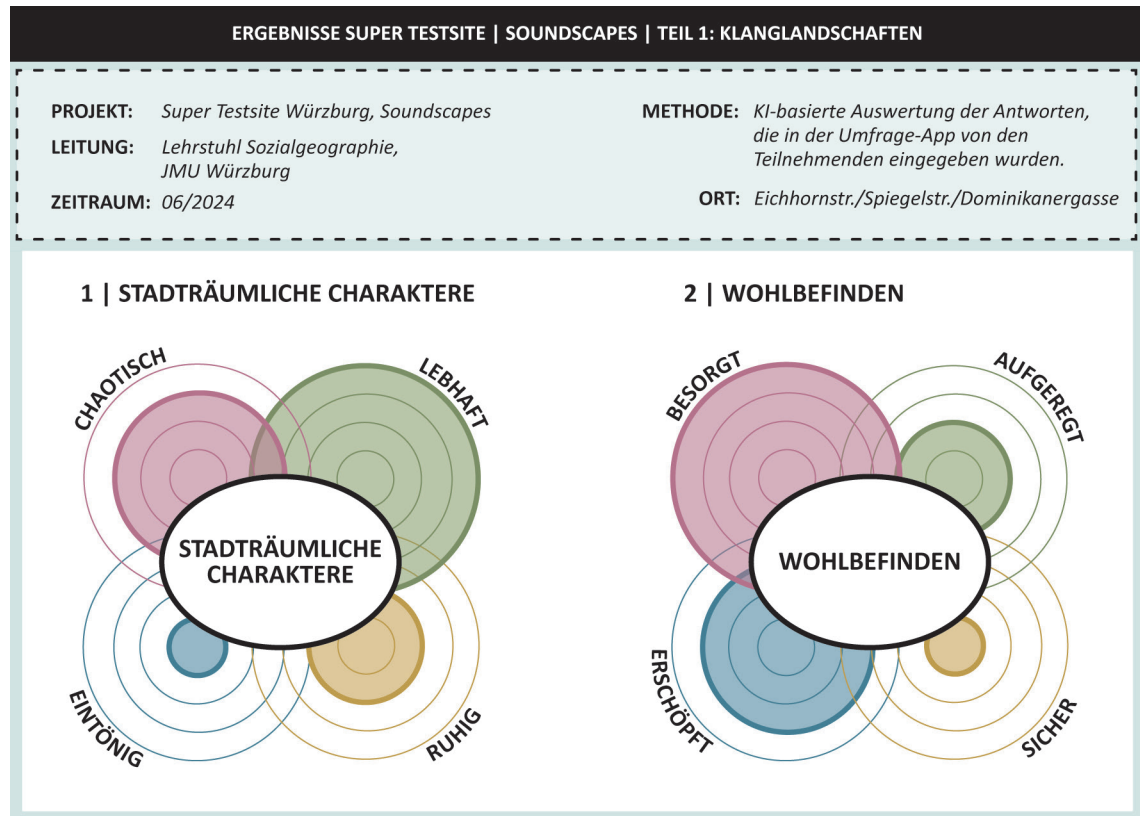 ERGEBNISSE SUPER TESTSITE | SOUNDSCAPES | TEIL 1: KLANGLANDSCHAFTEN
PROJEKT: Super Testsite Würzburg, Soundscapes
LEITUNG: Lehrstuhl Sozialgeographie,
JMU Würzburg
ZEITRAUM: 06/2024
METHODE: KI-basierte Auswertung der Antworten,
die in der Umfrage-App von den
Teilnehmenden eingegeben wurden.
ORT: Eichhornstr./Spiegelstr./Dominikanergasse
1 | STADTRÄUMLICHE CHARAKTERE
CHAOTISCH
LEBHAFT
STADTRÄUMLICHE
CHARAKTERE
EINTÖNIG
RUHIG
2 | WOHLBEFINDEN
BESORGT
AUFGEREGT
WOHLBEFINDEN
ERSCHÖPFT
SICHER